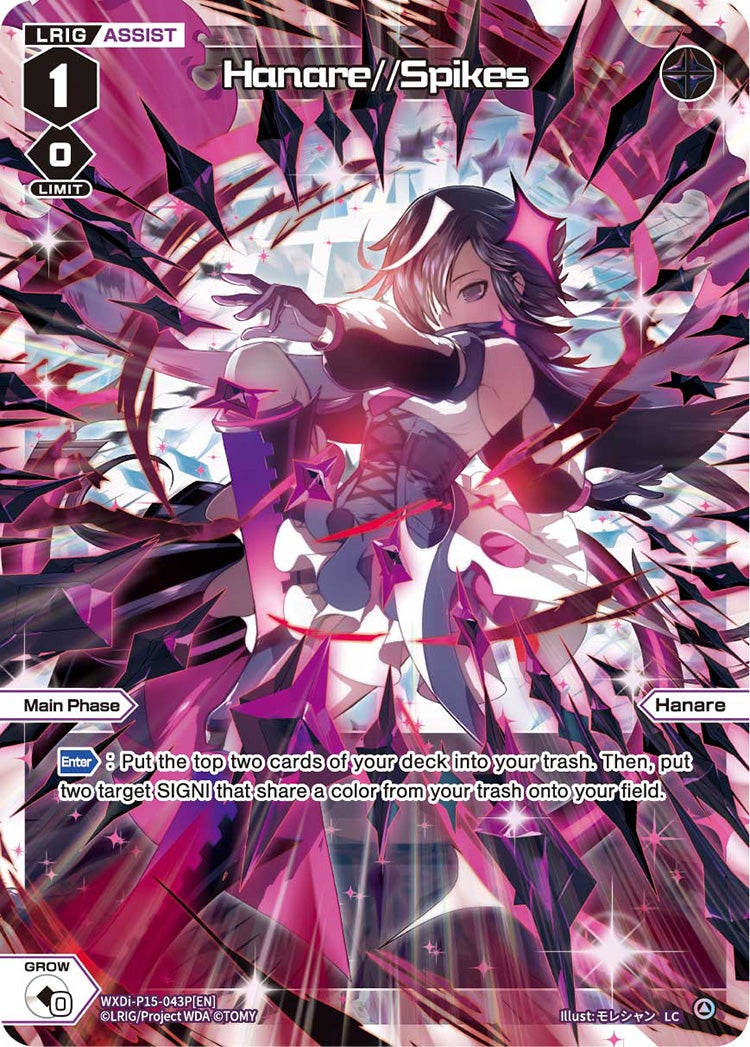 LRIG ASSIST
Hanare//Spikes
1
0
LIMIT
Main Phase
Hanare
Enter : Put the top two cards of your deck into your trash. Then, put
two target SIGNI that share a color from your trash onto your field.
GROW
0
WXDi-P15-043P[EN]
©LRIG/Project WDA ©TOMY
Illust:モレシャン LC